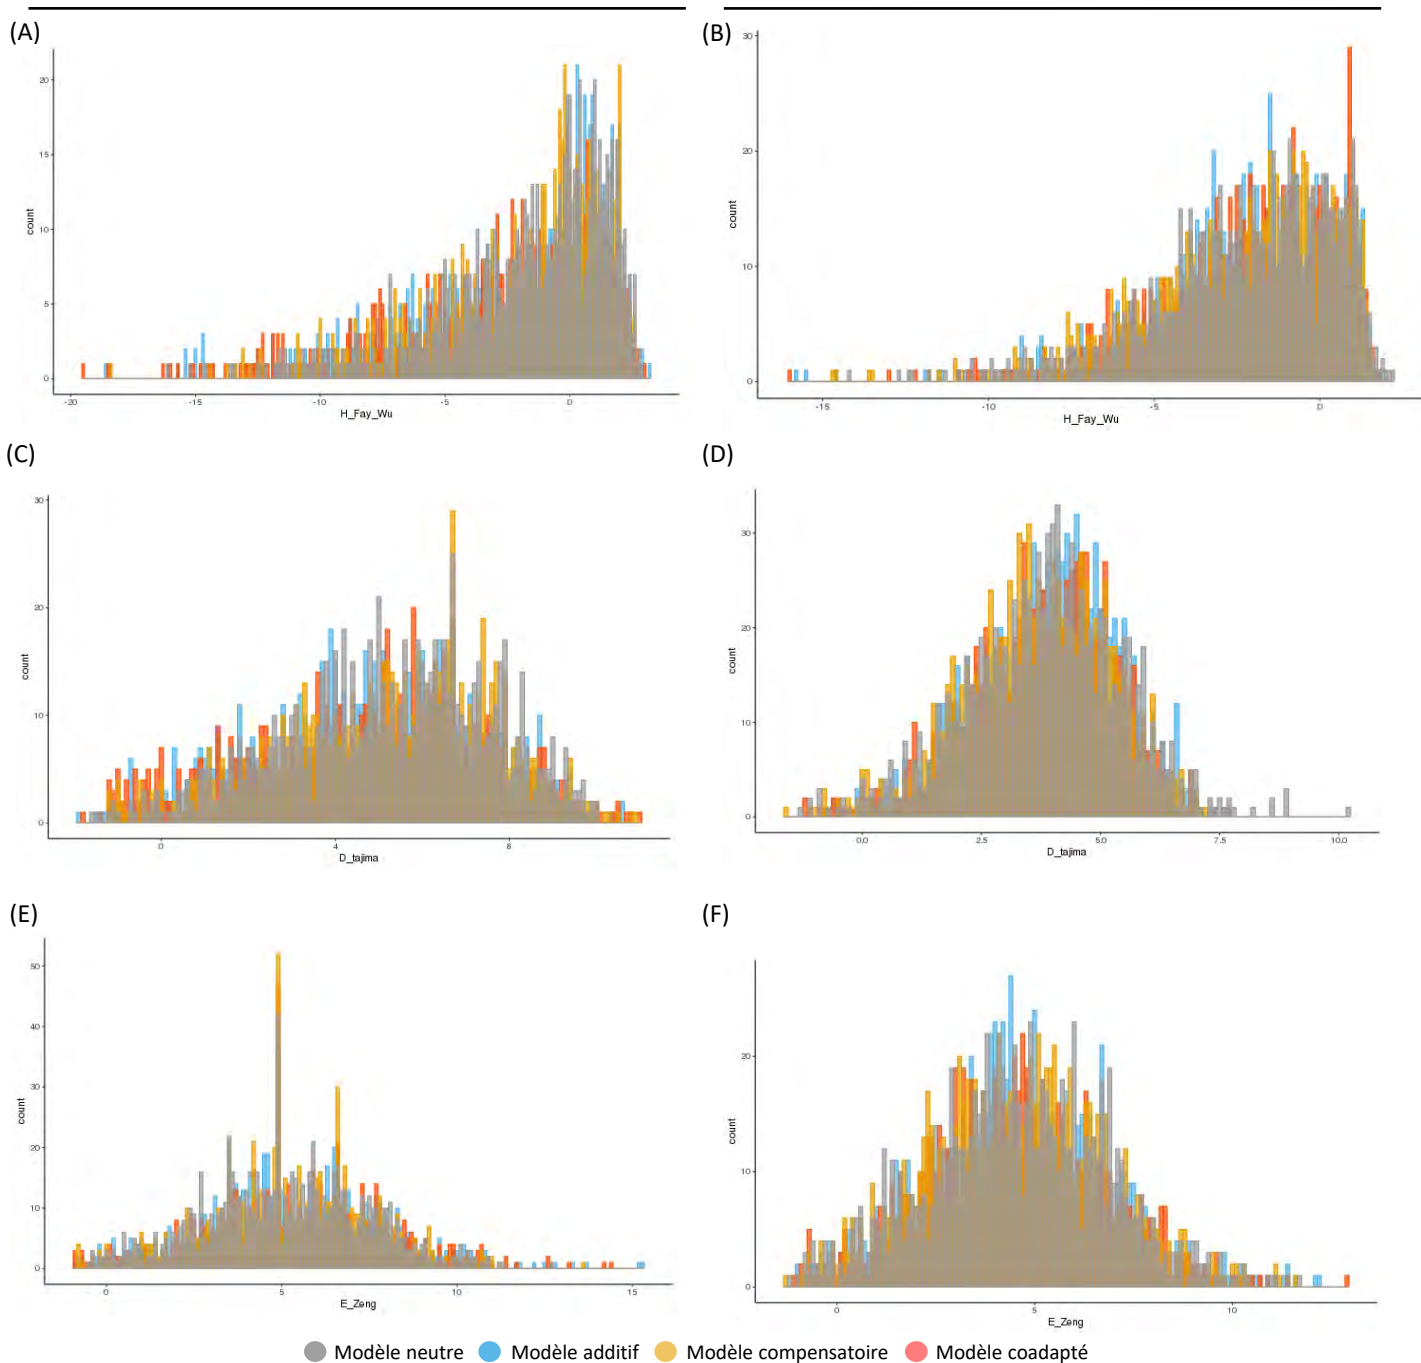 (A)
(B)
20
15
10
5
0
count
-20
-15
-10
-5
0
H_Fay_Wu
30
20
10
0
count
-15
-10
-5
0
H_Fay_Wu
(C)
(D)
30
20
10
0
count
0
4
8
D_tajima
30
20
10
0
count
0.0
2.5
5.0
7.5
10.0
D_tajima
(E)
(F)
50
40
30
20
10
0
count
0
5
10
15
E_Zeng
20
10
0
count
0
5
10
E_Zeng
Modèle neutre Modèle additif Modèle compensatoire Modèle coadapté